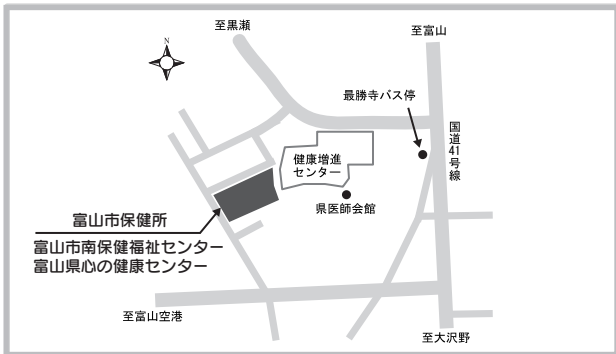 至黒瀬
至富山
N
最勝寺バス停
国道41号線
健康増進
センター
県医師会館
富山市保健所
富山市南保健福祉センター
富山県心の健康センター
至富山空港
至大沢野